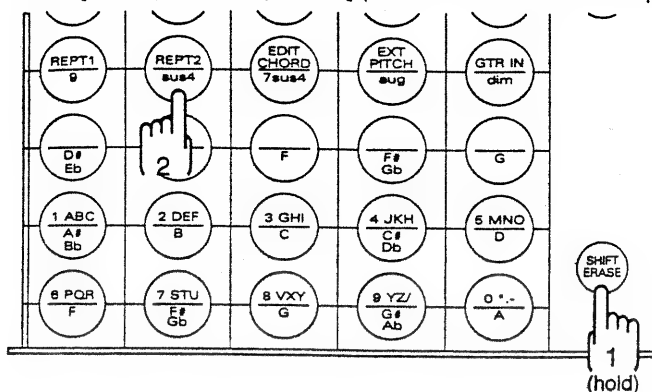 REPT1
9
REPT2
sus4
EDIT
CHORD
7sus4
EXT
PITCH
aug
GTR IN
dim
D#
Eb
2
F
F#
Gb
G
1 ABC
A#
Bb
2 DEF
B
3 GHI
C
4 JKH
C#
Db
5 MNO
D
SHIFT
ERASE
6 PQR
F
7 STU
F#
Gb
8 VXY
G
9 YZ/
G#
Ab
0 *.-
A
1
(hold)